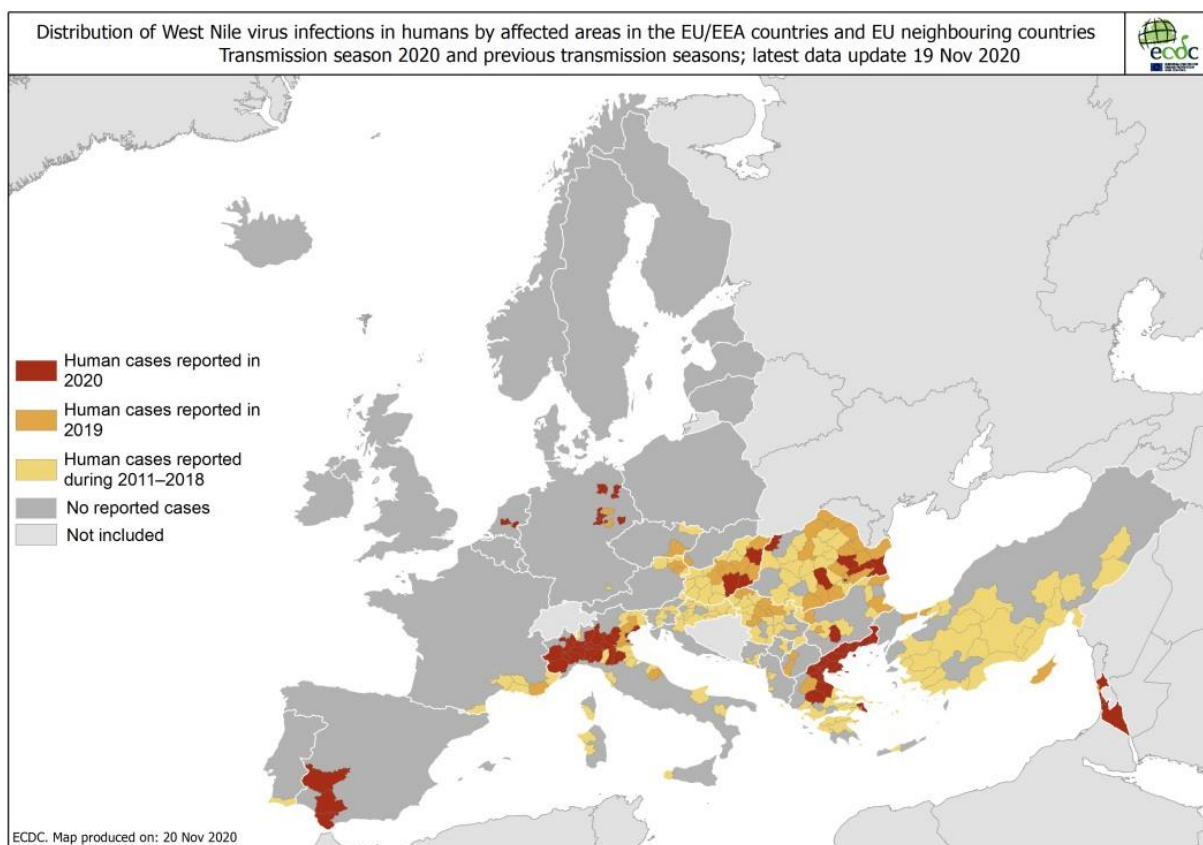 Distribution of West Nile virus infections in humans by affected areas in the EU/EEA countries and EU neighbouring countries
Transmission season 2020 and previous transmission seasons; latest data update 19 Nov 2020
ecdc
Human cases reported in
2020
Human cases reported in
2019
Human cases reported
during 2011–2018
No reported cases
Not included
ECDC. Map produced on: 20 Nov 2020